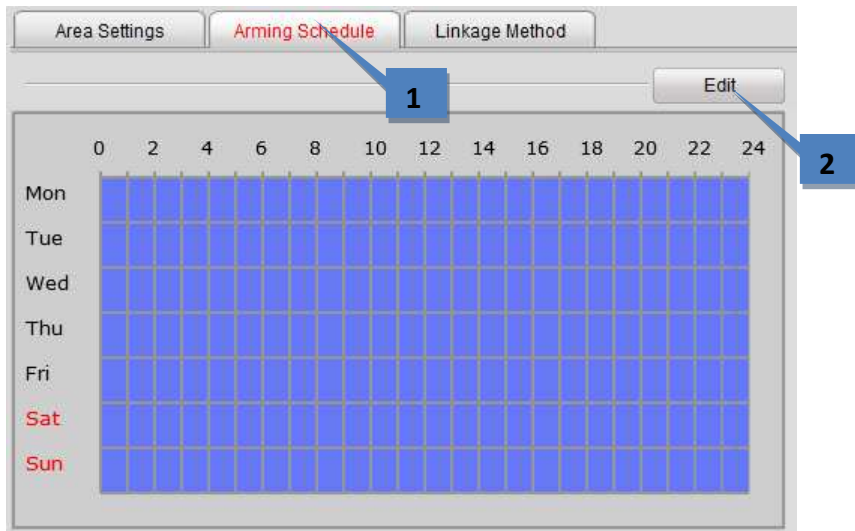 Area Settings Arming Schedule Linkage Method
1
Edit
2
0 2 4 6 8 10 12 14 16 18 20 22 24
Mon
Tue
Wed
Thu
Fri
Sat
Sun